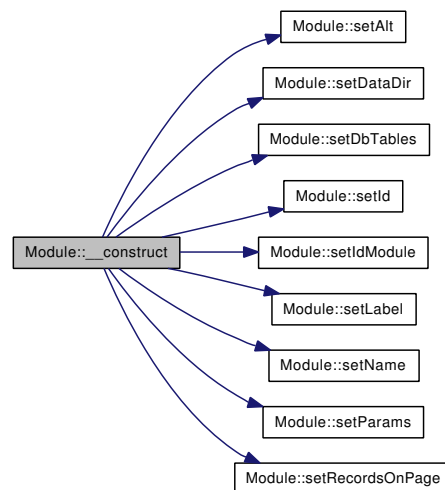 Module::setAlt
Module::setDataDir
Module::setDbTables
Module::setId
Module::__construct
Module::setIdModule
Module::setLabel
Module::setName
Module::setParams
Module::setRecordsOnPage